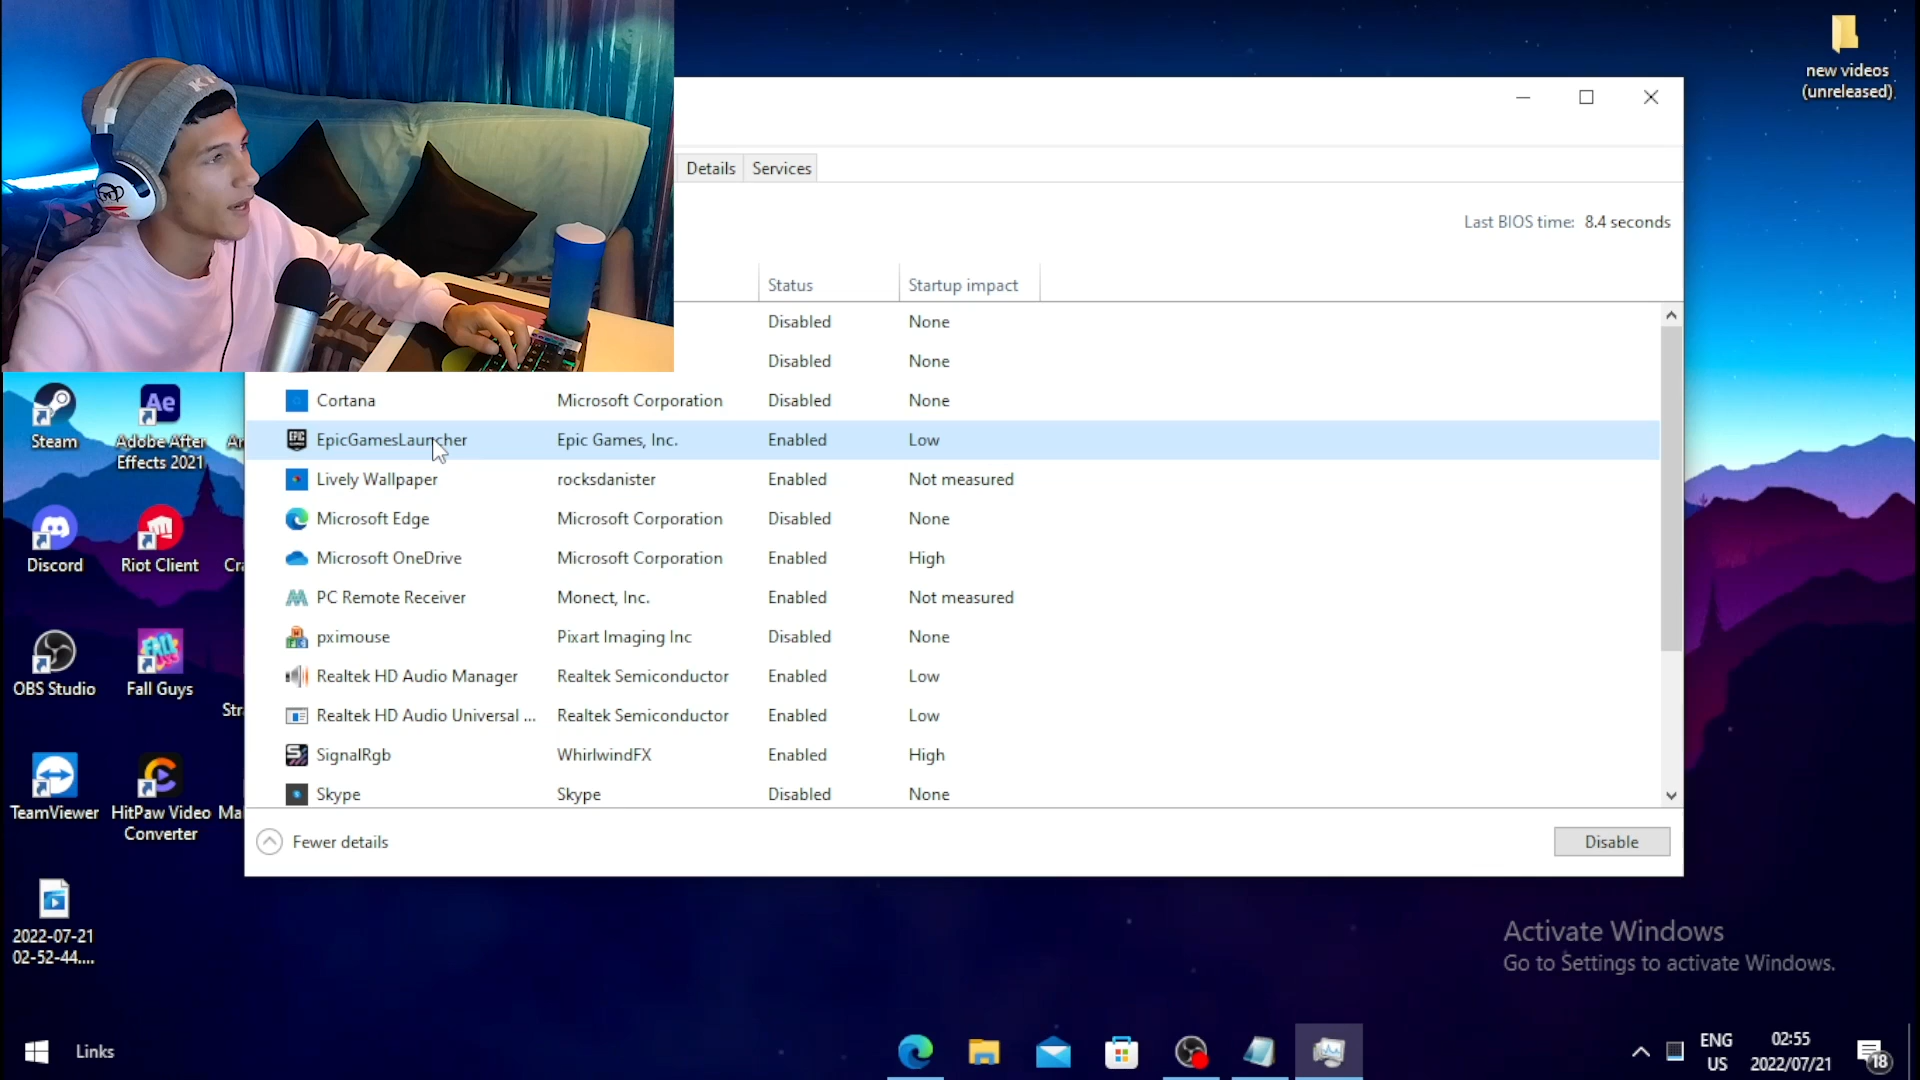 new videos
(unreleased)
Details
Services
Last BIOS time: 8.4 seconds
Status
Startup impact
Disabled
None
Disabled
None
Cortana
Microsoft Corporation
Disabled
None
EpicGamesLauncher
Epic Games, Inc.
Enabled
Low
Lively Wallpaper
rocksdanister
Enabled
Not measured
Microsoft Edge
Microsoft Corporation
Disabled
None
Microsoft OneDrive
Microsoft Corporation
Enabled
High
PC Remote Receiver
Monect, Inc.
Enabled
Not measured
pximouse
Pixart Imaging Inc
Disabled
None
Realtek HD Audio Manager
Realtek Semiconductor
Enabled
Low
Realtek HD Audio Universal ...
Realtek Semiconductor
Enabled
Low
SignalRgb
WhirlwindFX
Enabled
High
Skype
Skype
Disabled
None
Fewer details
Disable
Steam
Ae
Adobe After
Effects 2021
Discord
Riot Client
OBS Studio
Fall Guys
TeamViewer
HitPaw Video
Converter
2022-07-21
02-52-44....
Activate Windows
Go to Settings to activate Windows.
Links
ENG
US
02:55
2022/07/21
18